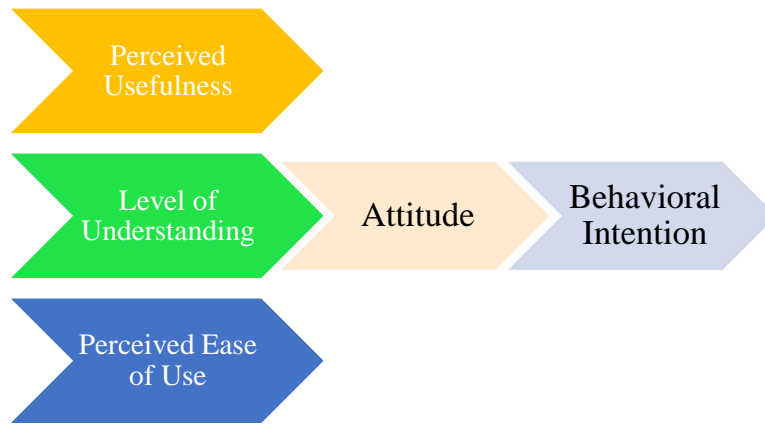 Perceived
Usefulness
Level of
Understanding
Attitude
Behavioral
Intention
Perceived Ease
of Use